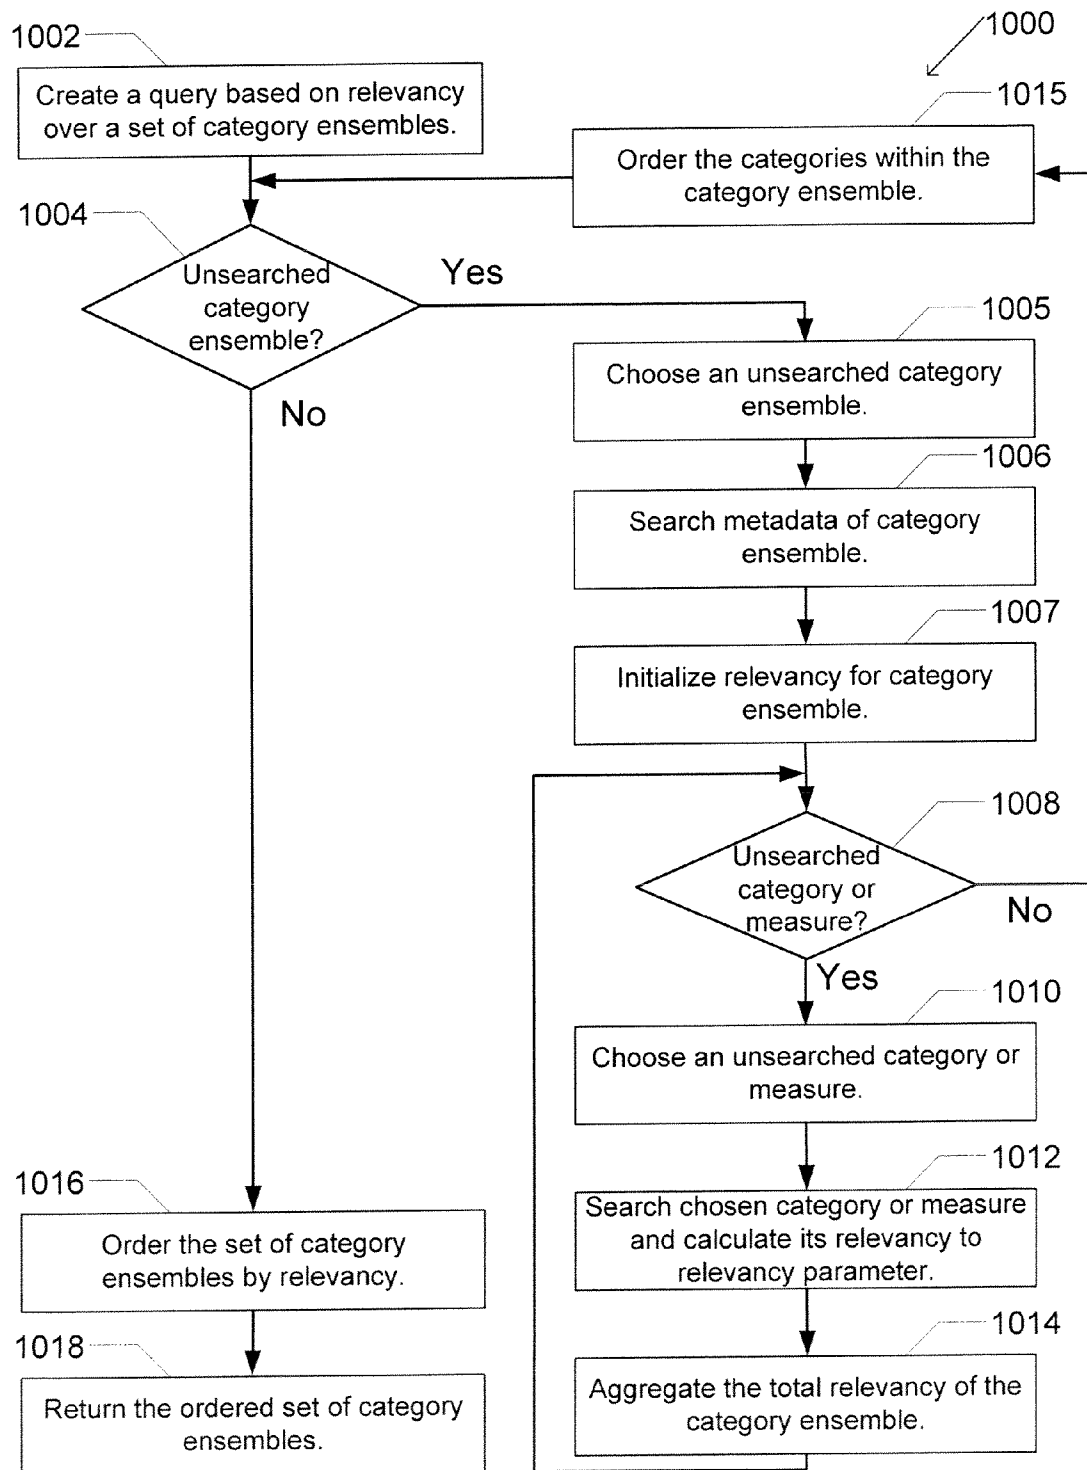 1000
1002
Create a query based on relevancy
over a set of category ensembles.
1015
Order the categories within the
category ensemble.
1004
Unsearched
category
ensemble?
Yes
No
1005
Choose an unsearched category
ensemble.
1006
Search metadata of category
ensemble.
1007
Initialize relevancy for category
ensemble.
1008
Unsearched
category or
measure?
No
Yes
1010
Choose an unsearched category or
measure.
1012
Search chosen category or measure
and calculate its relevancy to
relevancy parameter.
1014
Aggregate the total relevancy of the
category ensemble.
1016
Order the set of category
ensembles by relevancy.
1018
Return the ordered set of category
ensembles.